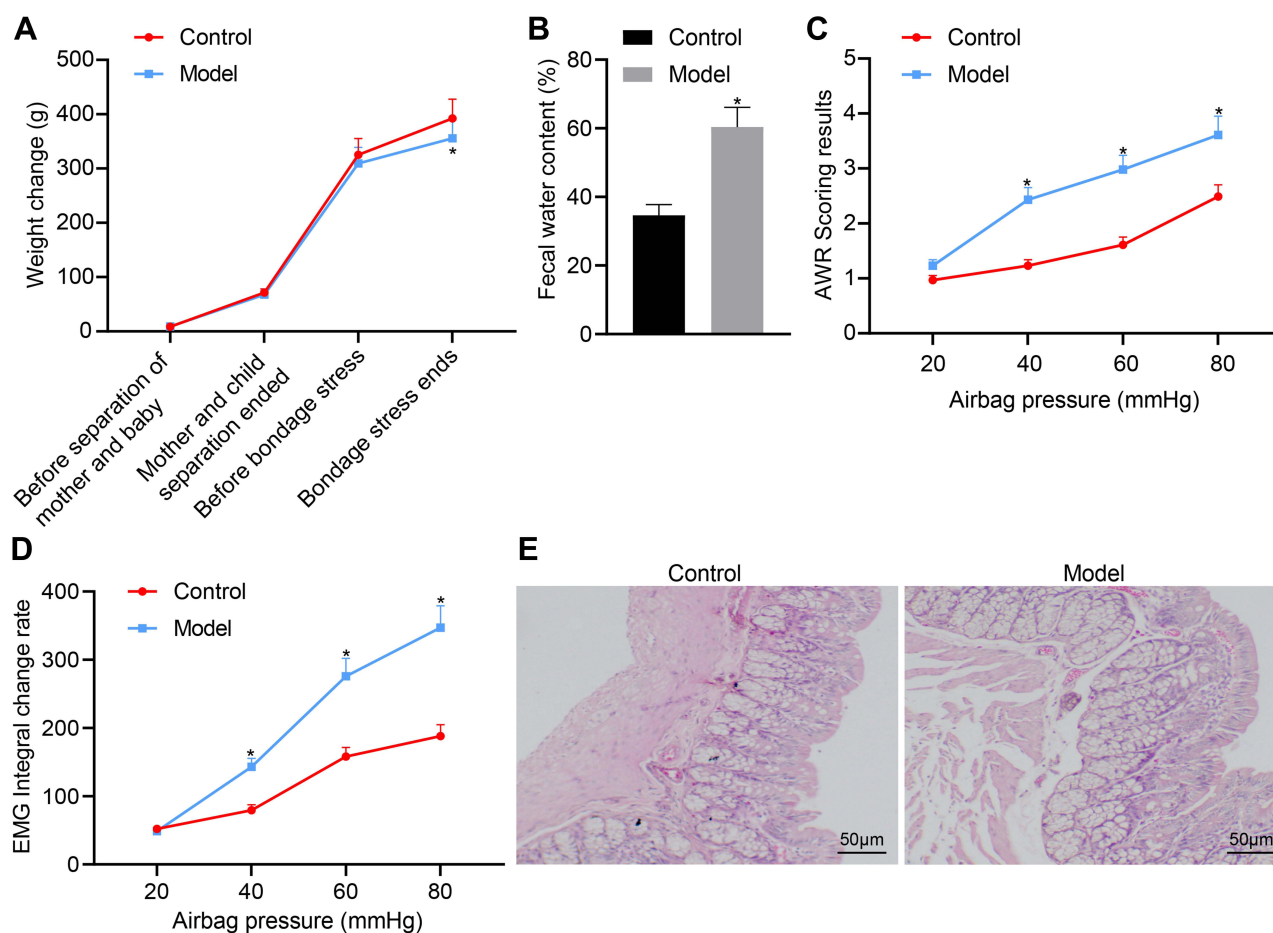 A
Control
Model
Weight change (g)
500
400
300
200
100
0
Before separation of
mother and baby
Mother and child
separation ended
Before bondage stress
Bondage stress ends
*
B
Control
Model
Fecal water content (%)
80
60
40
20
0
*
C
Control
Model
AWR Scoring results
5
4
3
2
1
0
* * *
20 40 60 80
Airbag pressure (mmHg)
D
Control
Model
EMG Integral change rate
400
300
200
100
0
* * *
20 40 60 80
Airbag pressure (mmHg)
E
Control
50μm
Model
50μm